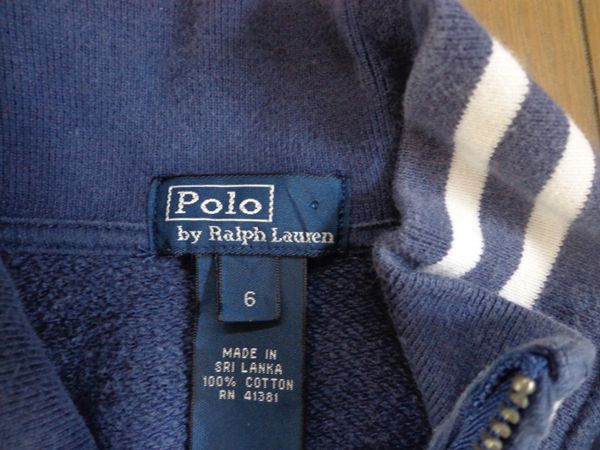 Polo
by Ralph Lauren
6
MADE IN
SRI LANKA
100% COTTON
RN 41381